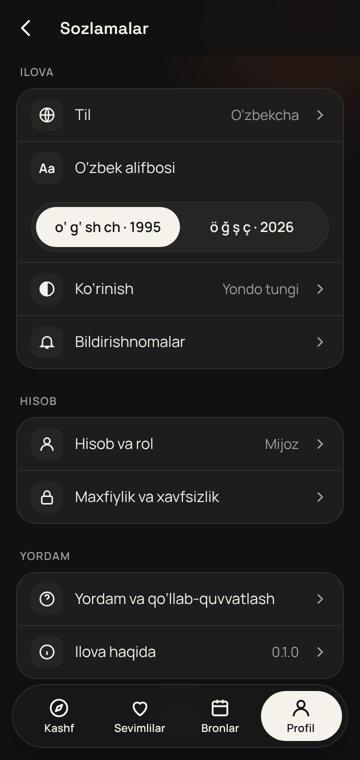 Sozlamalar
ILOVA
Til
O‘zbekcha
Aa
O‘zbek alifbosi
o‘ g‘ sh ch · 1995
ö ğ ş ç · 2026
Ko‘rinish
Yondo tungi
Bildirishnomalar
HISOB
Hisob va rol
Mijoz
Maxfiylik va xavfsizlik
YORDAM
Yordam va qo‘llab-quvvatlash
Ilova haqida
0.1.0
Kashf
Sevimlilar
Bronlar
Profil